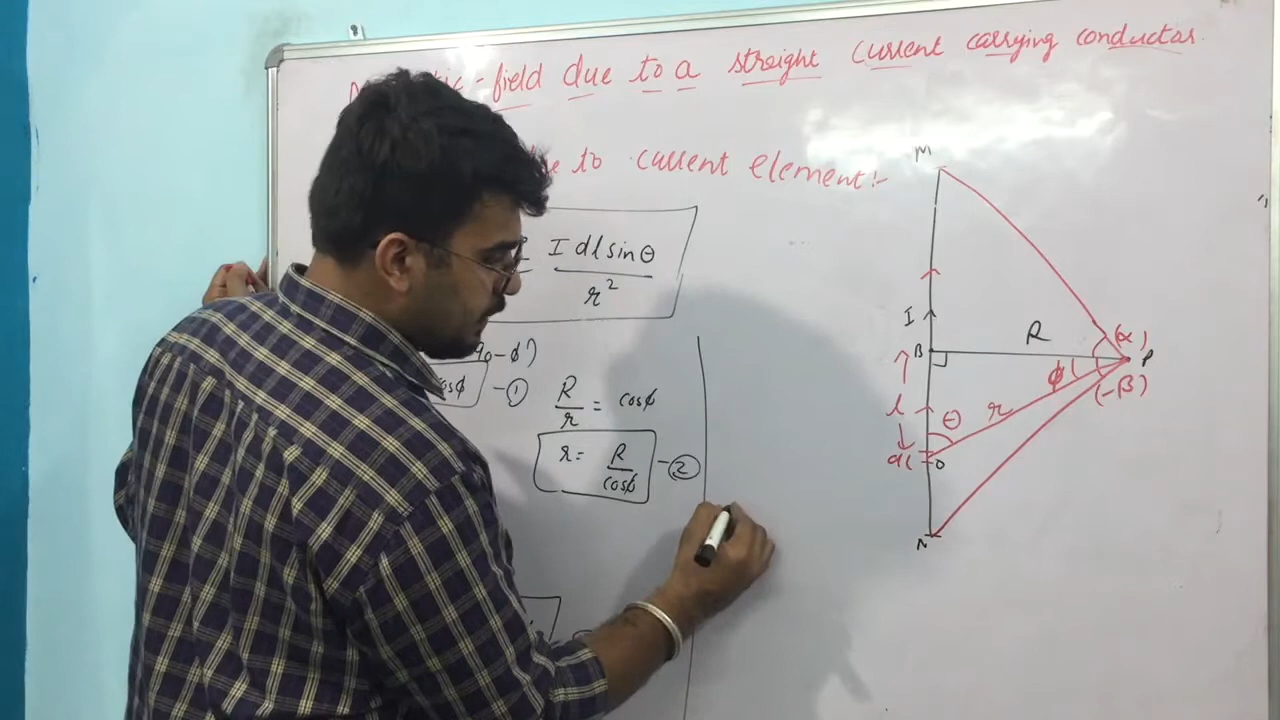 field due to a straight current carrying conductor
due to current element:-
I dl sinθ
r²
90-φ)
cosφ -①
R/r = cosφ
r = R/cosφ -②
M
I
B
R
(α)
P
φ
(-β)
l
θ
r
dl
O
N